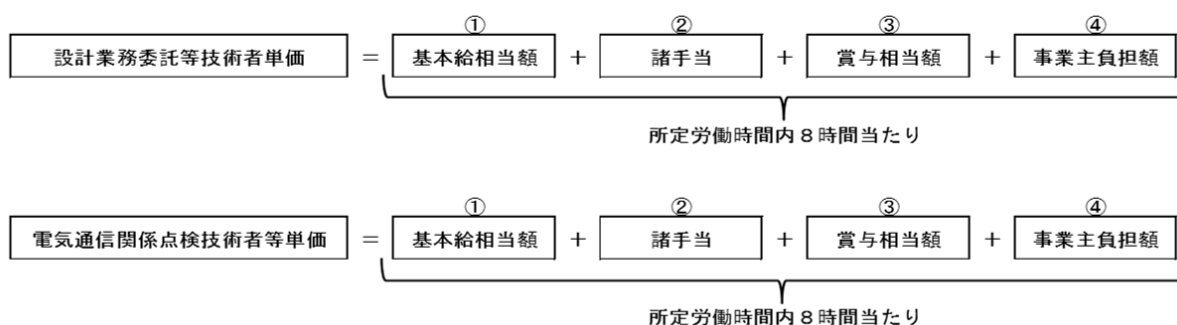 ① ② ③ ④
設計業務委託等技術者単価 = 基本給相当額 + 諸手当 + 賞与相当額 + 事業主負担額
所定労働時間内８時間当たり
① ② ③ ④
電気通信関係点検技術者等単価 = 基本給相当額 + 諸手当 + 賞与相当額 + 事業主負担額
所定労働時間内８時間当たり